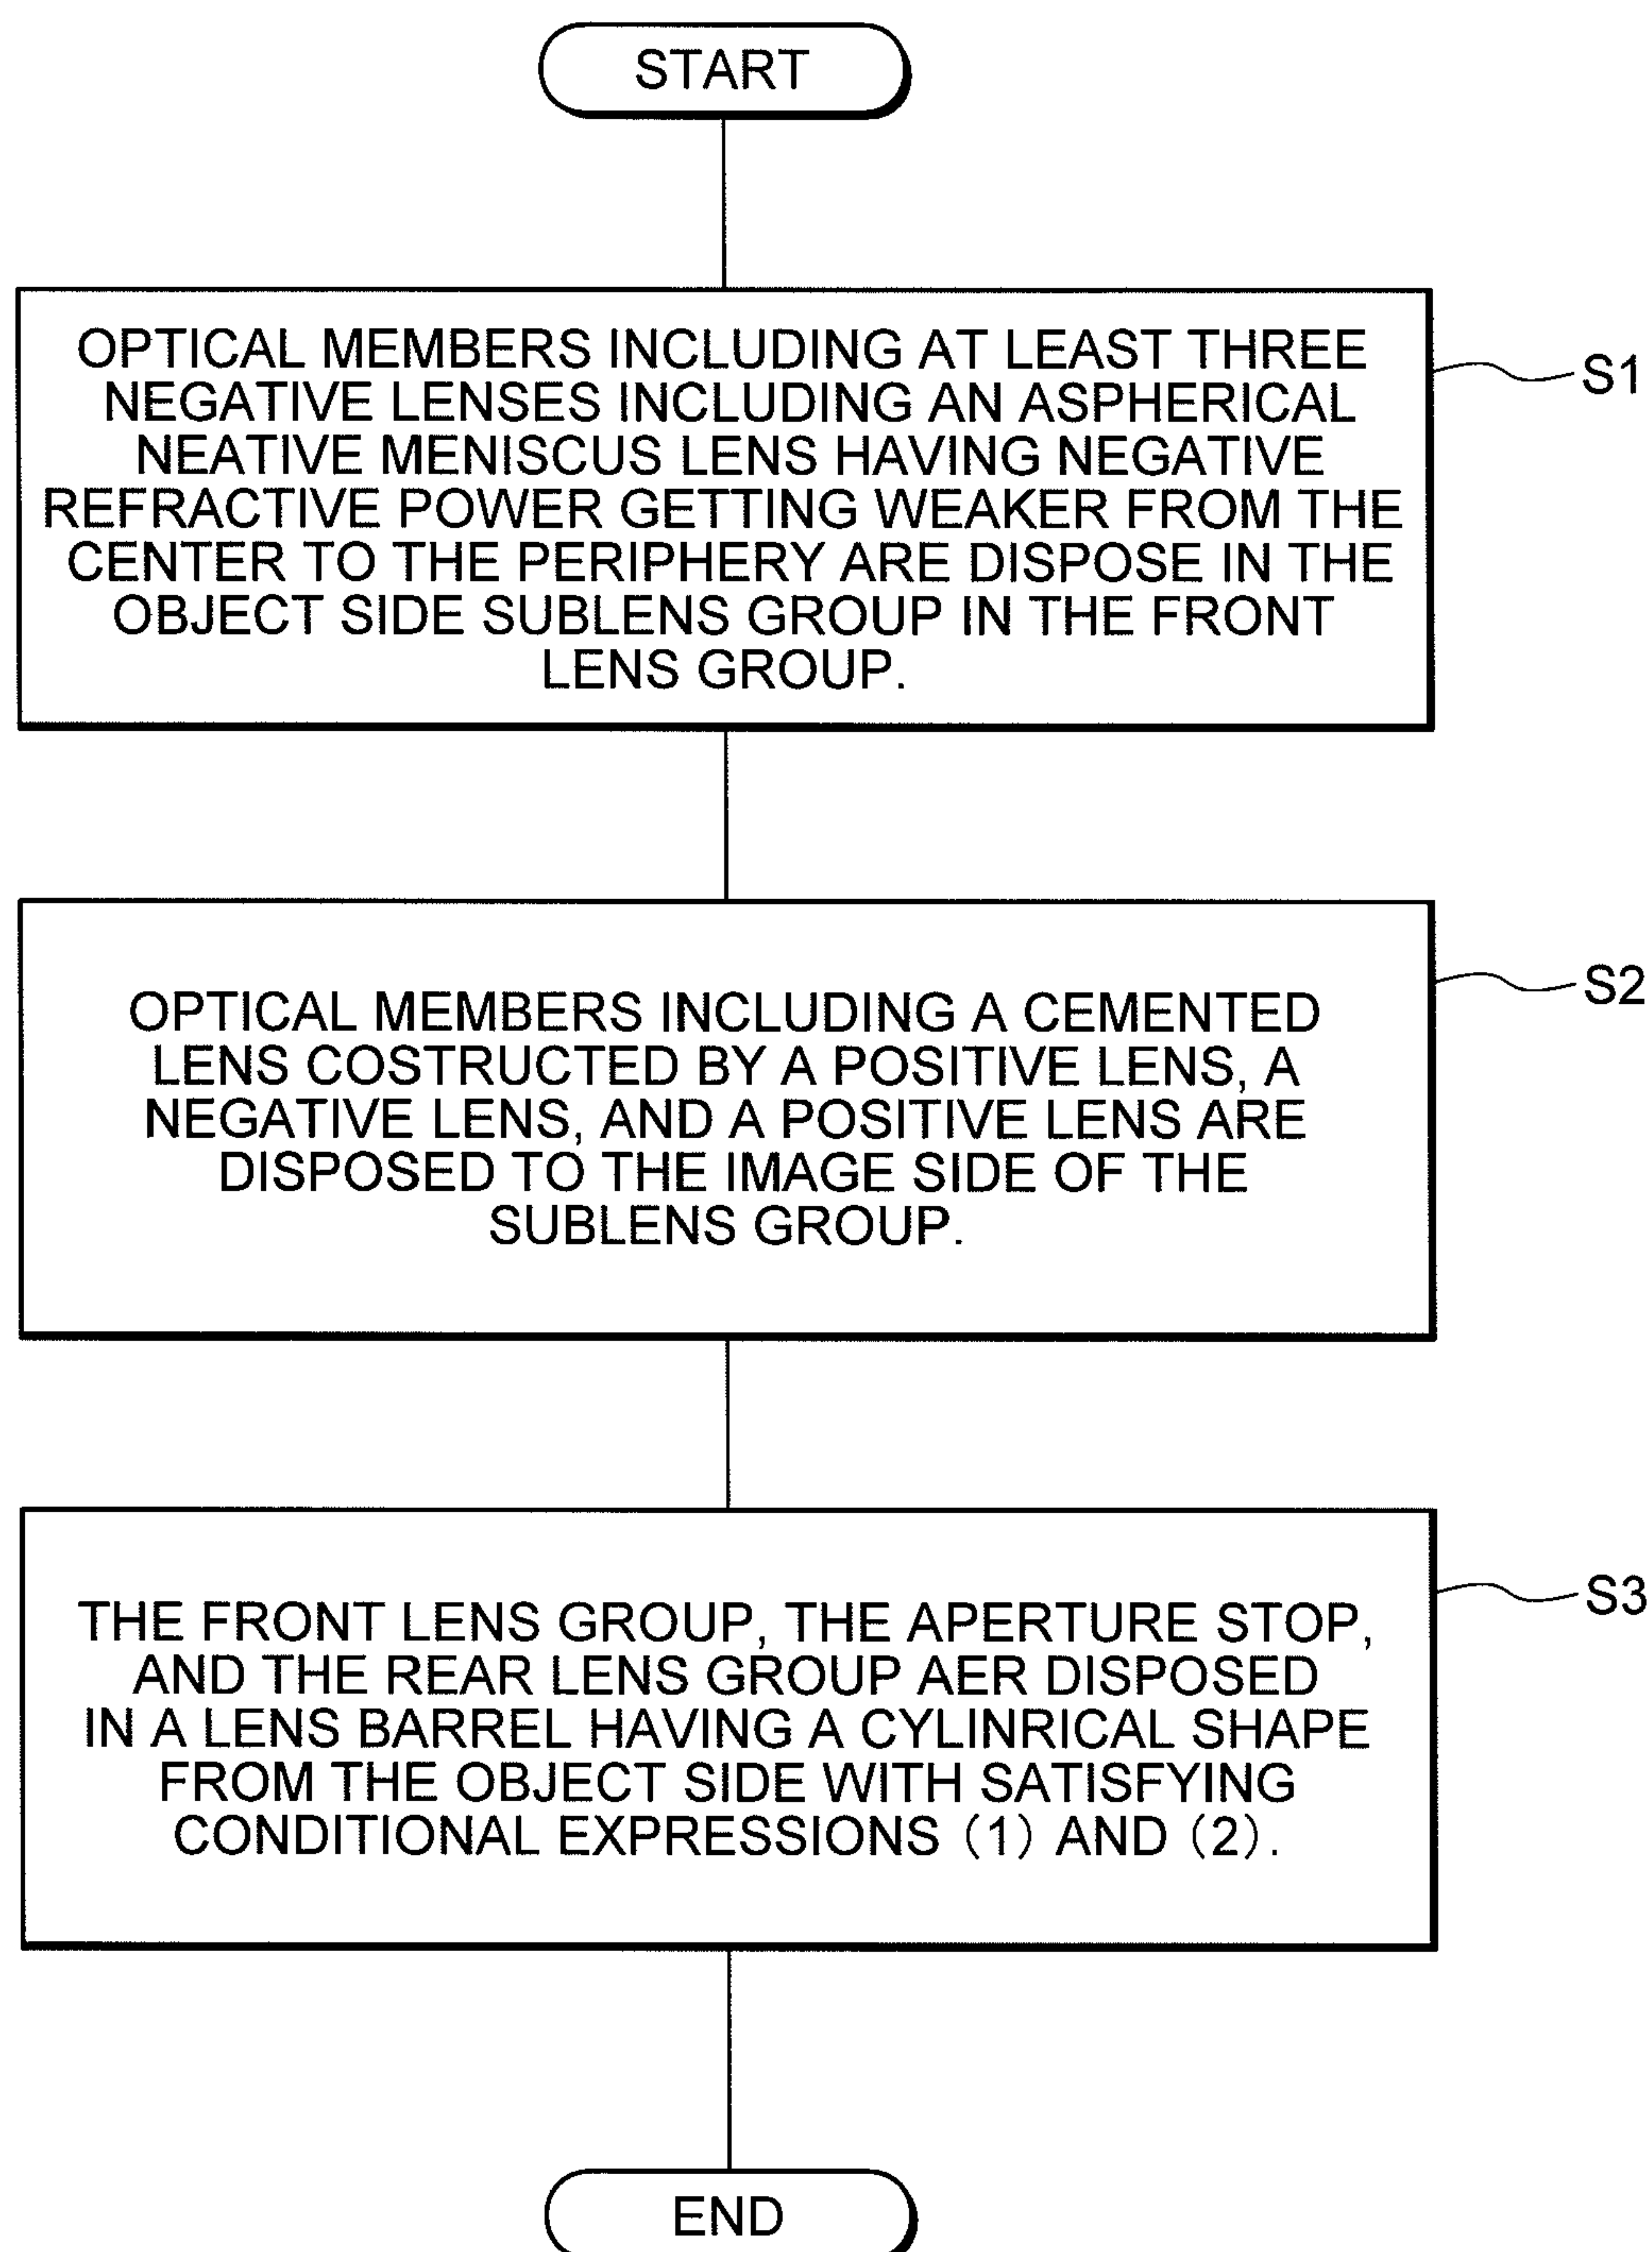 START
OPTICAL MEMBERS INCLUDING AT LEAST THREE
NEGATIVE LENSES INCLUDING AN ASPHERICAL
NEATIVE MENISCUS LENS HAVING NEGATIVE
REFRACTIVE POWER GETTING WEAKER FROM THE
CENTER TO THE PERIPHERY ARE DISPOSE IN THE
OBJECT SIDE SUBLENS GROUP IN THE FRONT
LENS GROUP.
S1
OPTICAL MEMBERS INCLUDING A CEMENTED
LENS COSTRUCTED BY A POSITIVE LENS, A
NEGATIVE LENS, AND A POSITIVE LENS ARE
DISPOSED TO THE IMAGE SIDE OF THE
SUBLENS GROUP.
S2
THE FRONT LENS GROUP, THE APERTURE STOP,
AND THE REAR LENS GROUP AER DISPOSED
IN A LENS BARREL HAVING A CYLINRICAL SHAPE
FROM THE OBJECT SIDE WITH SATISFYING
CONDITIONAL EXPRESSIONS (1) AND (2).
S3
END